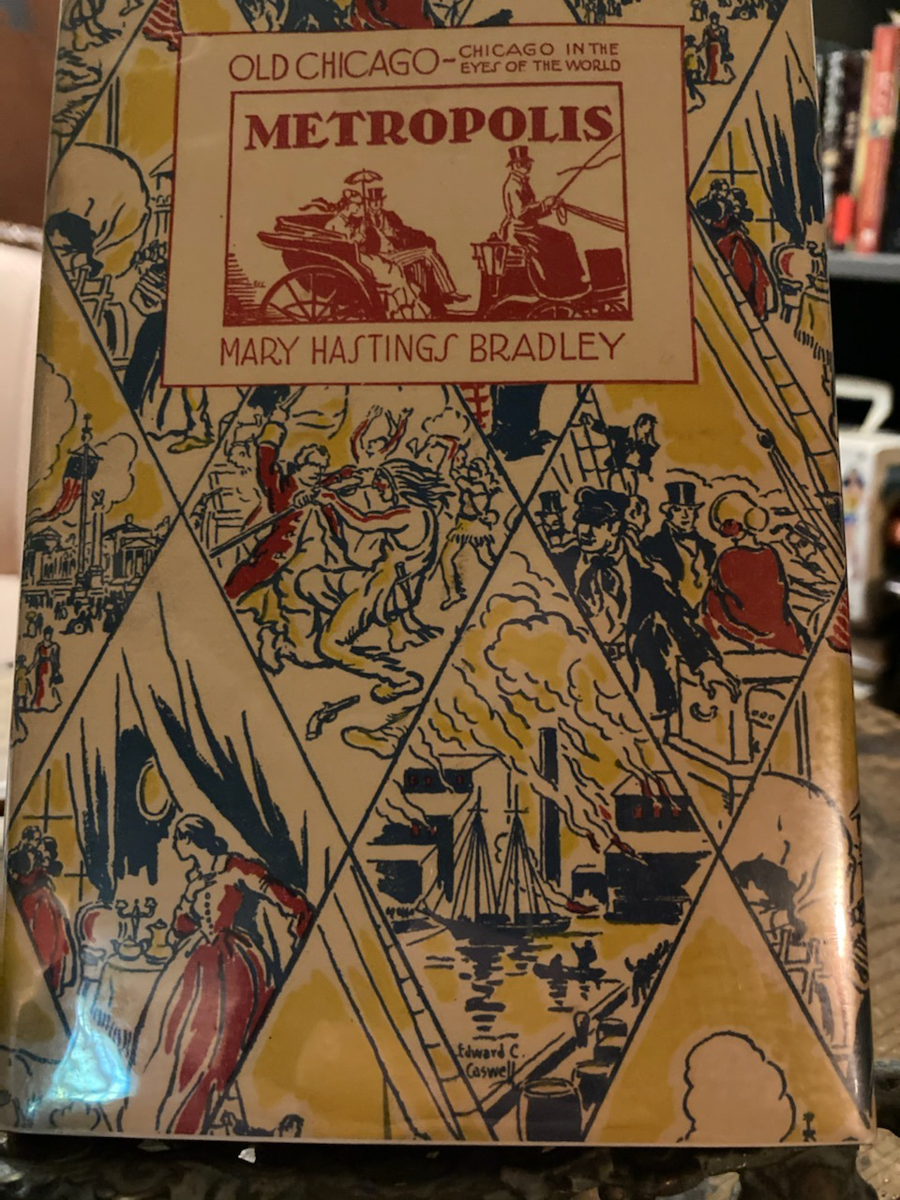 OLD CHICAGO - CHICAGO IN THE
EYES OF THE WORLD
METROPOLIS
MARY HASTINGS BRADLEY
Edward C.
Caswell